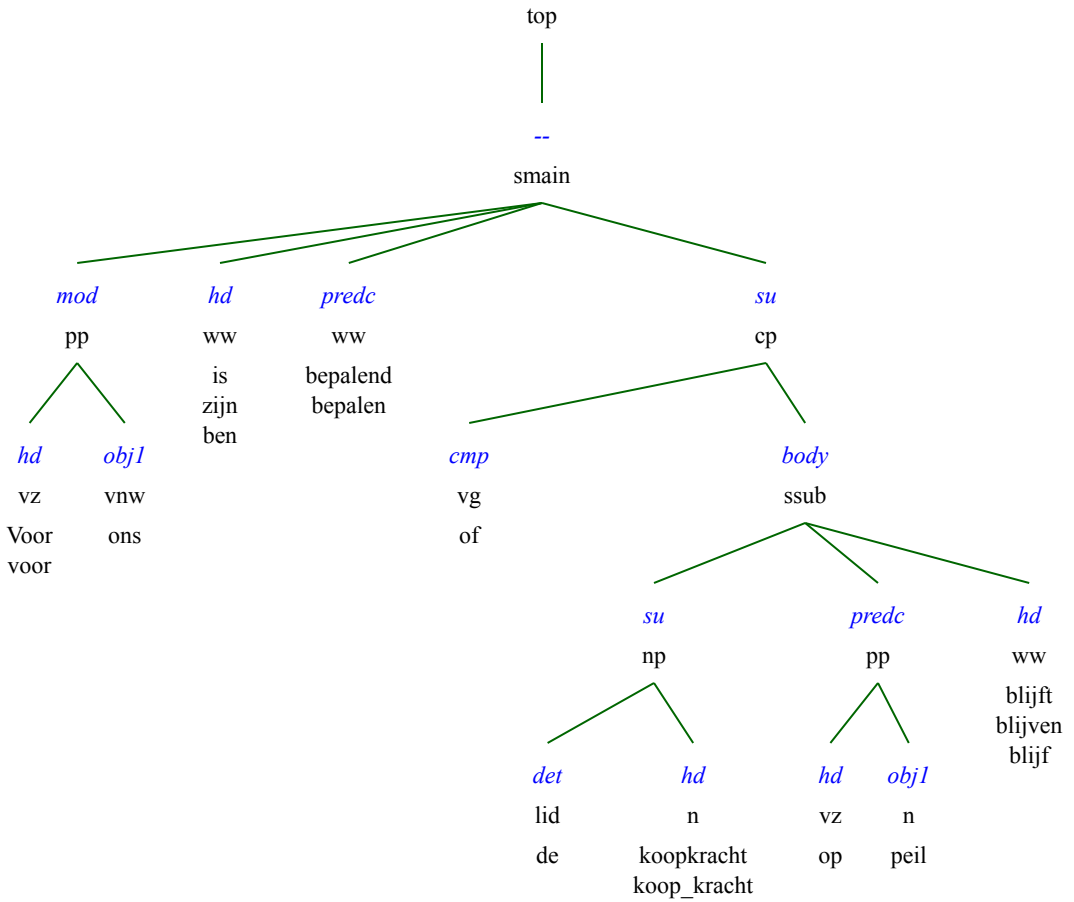 top
--
smain
mod hd predc su
pp ww ww cp
is bepalend
zijn bepalen
ben
hd obj1 cmp body
vz vnw vg ssub
Voor ons of
voor
su predc hd
np pp ww
blijft
blijven
blijf
det hd hd obj1
lid n vz n
de koopkracht op peil
koop_kracht